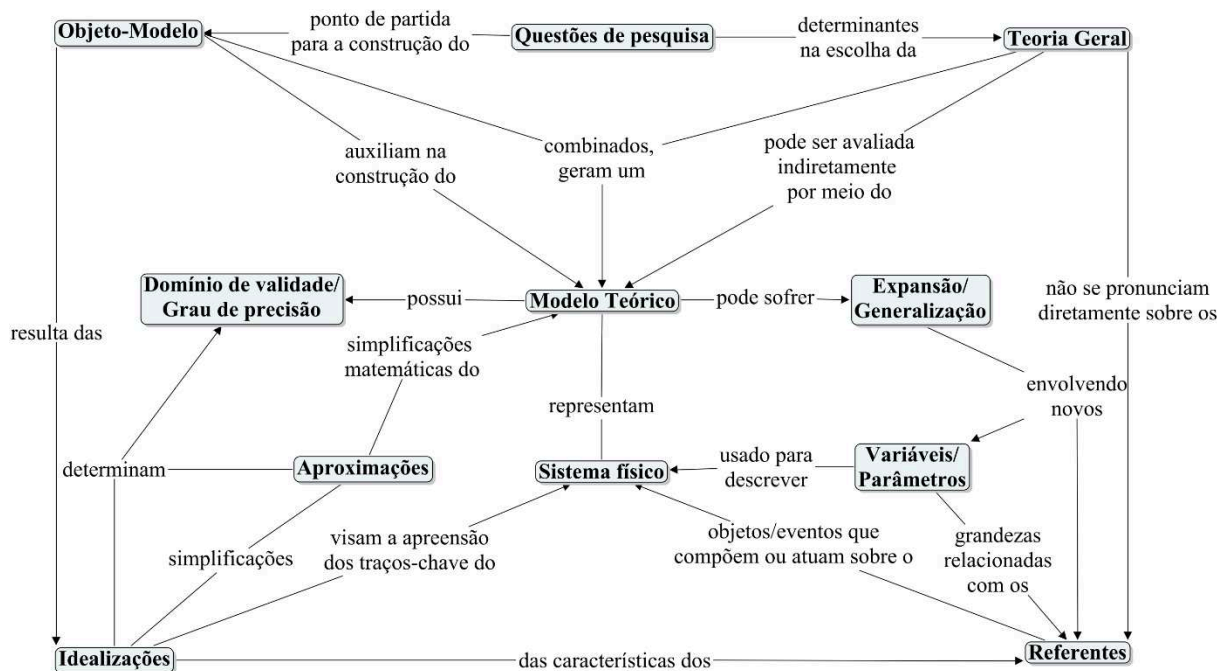 Objeto-Modelo
ponto de partida
para a construção do
Questões de pesquisa
determinantes
na escolha da
Teoria Geral
auxiliam na
construção do
combinados,
geram um
pode ser avaliada
indiretamente
por meio do
Domínio de validade/
Grau de precisão
possui
Modelo Teórico
pode sofrer
Expansão/
Generalização
não se pronunciam
diretamente sobre os
resulta das
simplificações
matemáticas do
representam
envolvendo
novos
determinam
Aproximações
Sistema físico
usado para
descrever
Variáveis/
Parâmetros
simplificações
visam a apreensão
dos traços-chave do
objetos/eventos que
compõem ou atuam sobre o
grandezas
relacionadas
com os
Idealizações
das características dos
Referentes